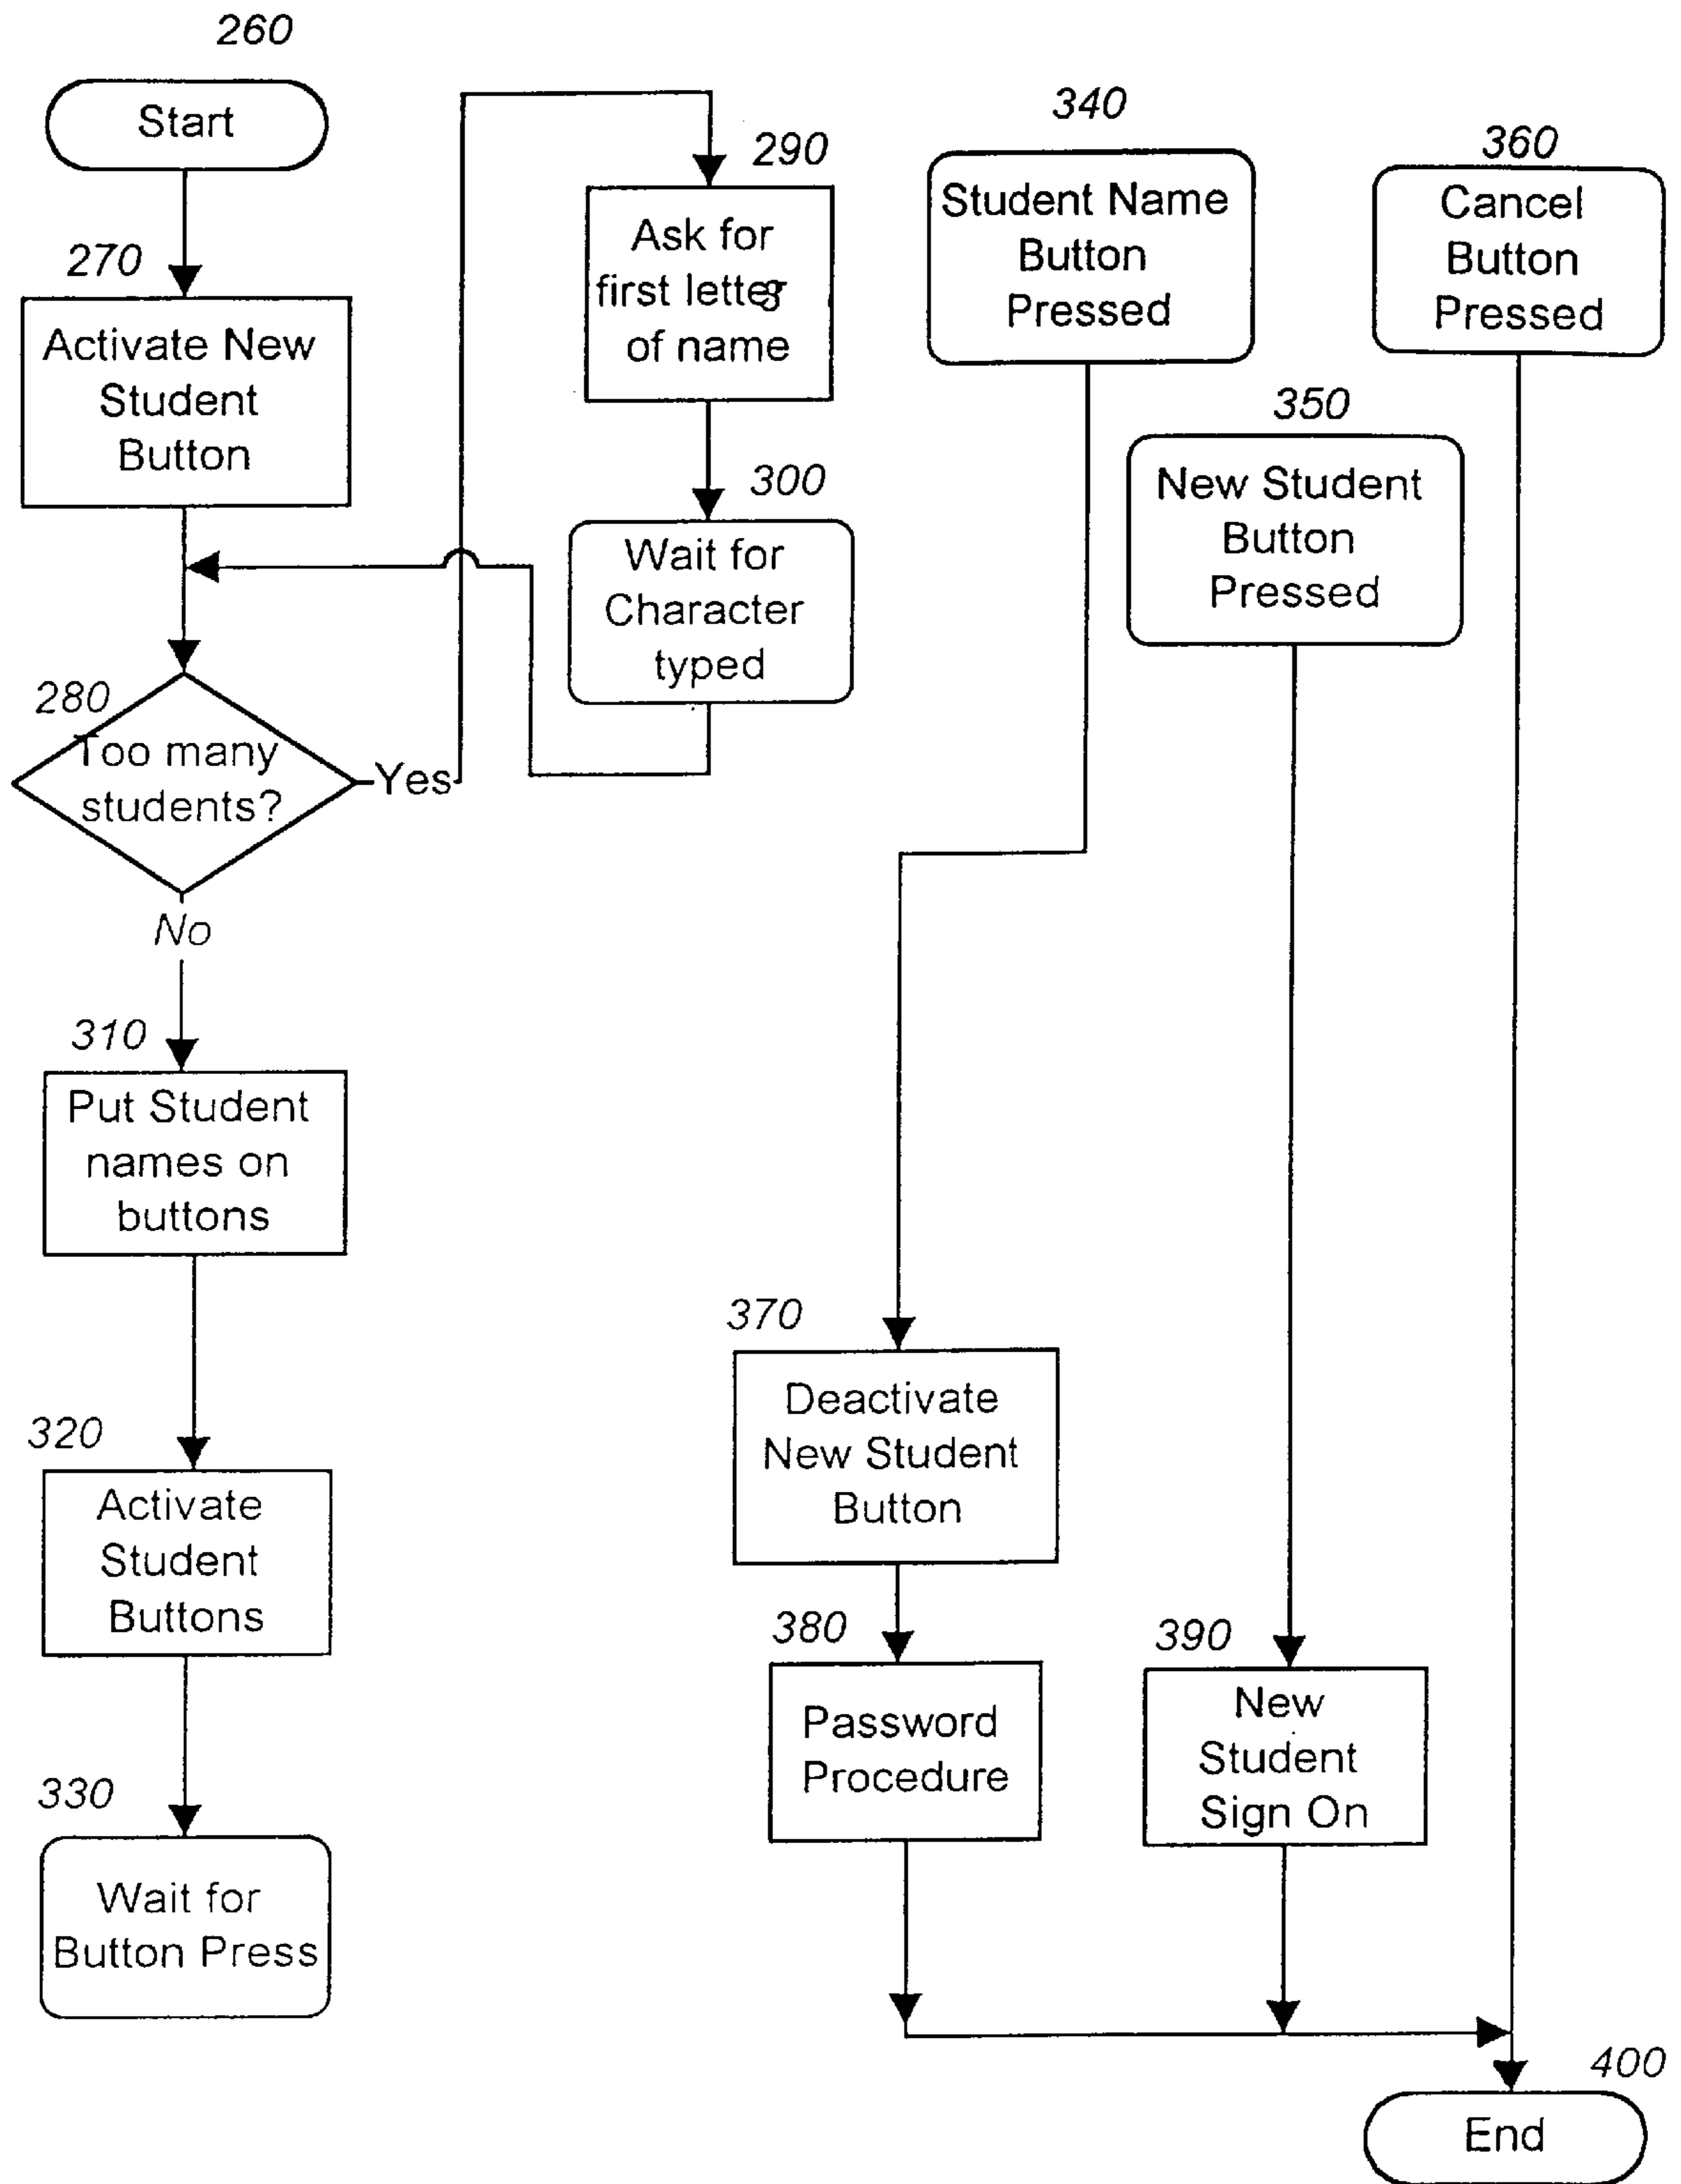 260
Start
270
Activate New
Student
Button
280
Too many
students?
Yes
No
290
Ask for
first letter
of name
300
Wait for
Character
typed
310
Put Student
names on
buttons
320
Activate
Student
Buttons
330
Wait for
Button Press
340
Student Name
Button
Pressed
350
New Student
Button
Pressed
360
Cancel
Button
Pressed
370
Deactivate
New Student
Button
380
Password
Procedure
390
New
Student
Sign On
400
End